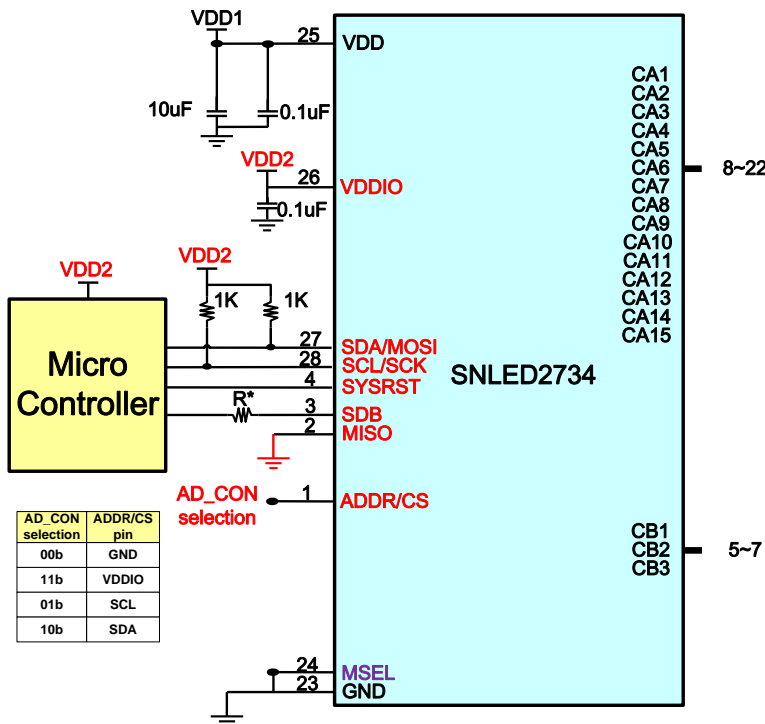 VDD1
25
VDD
10uF
0.1uF
VDD2
26
VDDIO
0.1uF
CA1
CA2
CA3
CA4
CA5
CA6
CA7
CA8
CA9
CA10
CA11
CA12
CA13
CA14
CA15
8~22
VDD2
VDD2
1K
1K
Micro
Controller
27
SDA/MOSI
28
SCL/SCK
4
SYSRST
R*
3
SDB
2
MISO
SNLED2734
AD_CON
selection
1
ADDR/CS
AD_CON selection ADDR/CS pin
00b GND
11b VDDIO
01b SCL
10b SDA
CB1
CB2
CB3
5~7
24
MSEL
23
GND